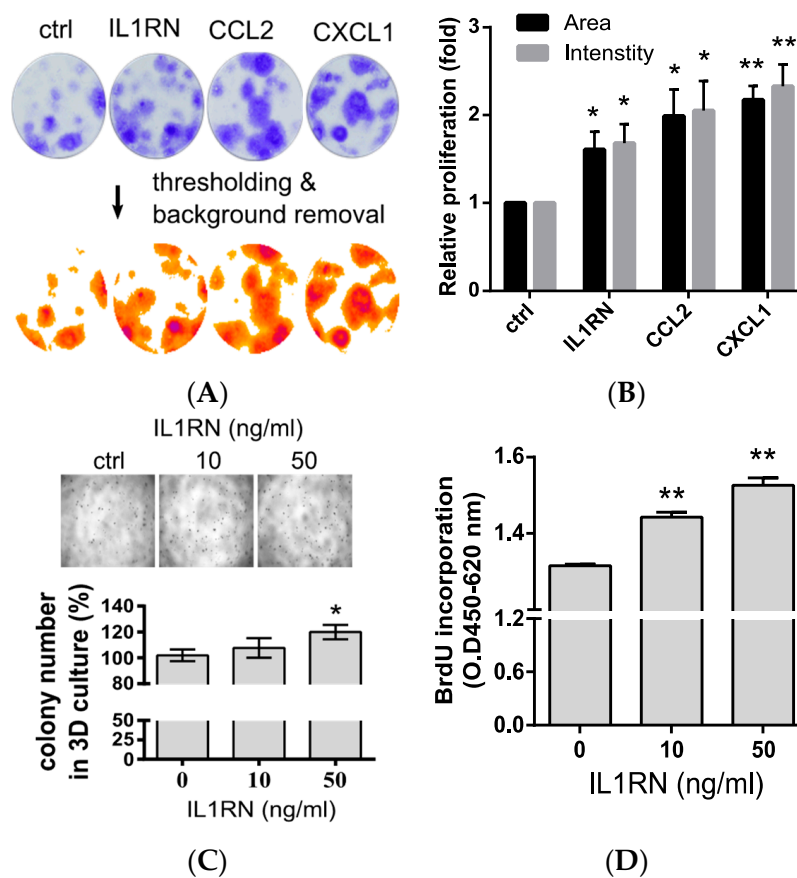 ctrl IL1RN CCL2 CXCL1
thresholding &
background removal
(A)
Relative proliferation (fold)
3
2
1
0
Area
Intenstity
* * * * ** **
ctrl IL1RN CCL2 CXCL1
(B)
IL1RN (ng/ml)
ctrl 10 50
colony number
in 3D culture (%)
140
120
100
80
50
25
0
*
0 10 50
IL1RN (ng/ml)
(C)
BrdU incorporation
(O.D450-620 nm)
1.6
1.4
1.2
0.6
0.0
** **
0 10 50
IL1RN (ng/ml)
(D)